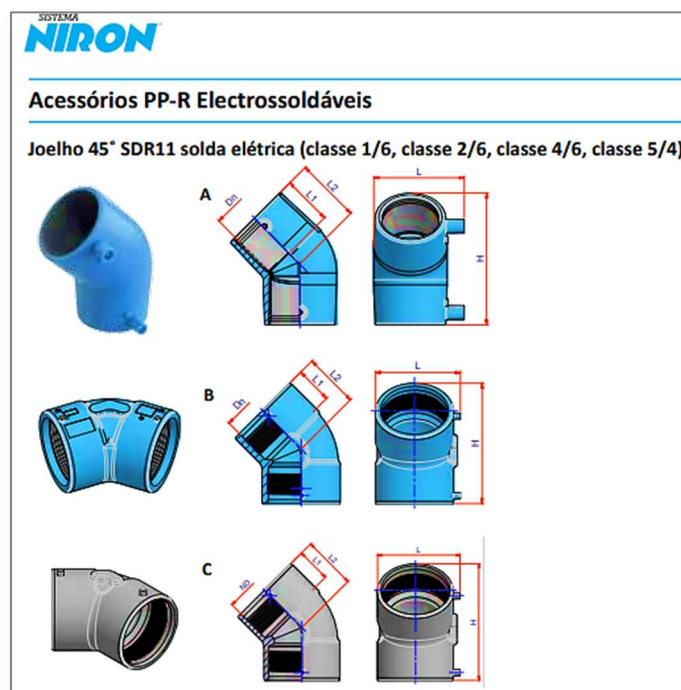 SISTEMA
NIRON
Acessórios PP-R Electrossoldáveis
Joelho 45° SDR11 solda elétrica (classe 1/6, classe 2/6, classe 4/6, classe 5/4)
A
Dn
L1
L2
L
H
B
Dn
L1
L2
L
H
C
ND
L1
L2
L
H